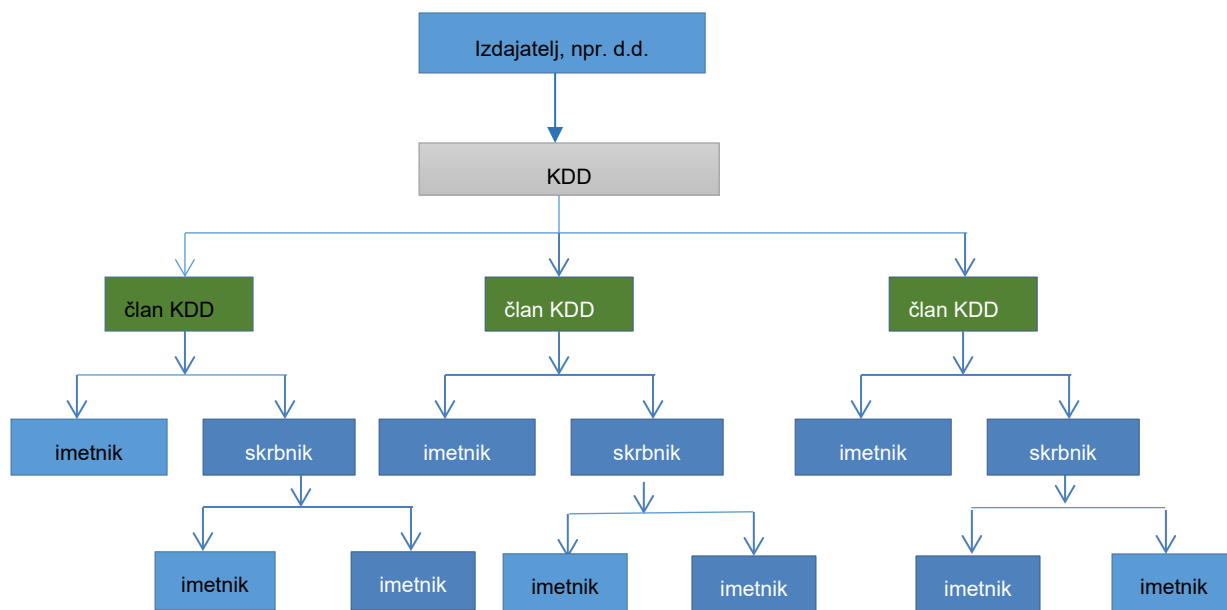 Izdajatelj, npr. d.d.
KDD
član KDD
član KDD
član KDD
imetnik
skrbnik
imetnik
skrbnik
imetnik
skrbnik
imetnik
imetnik
imetnik
imetnik
imetnik
imetnik